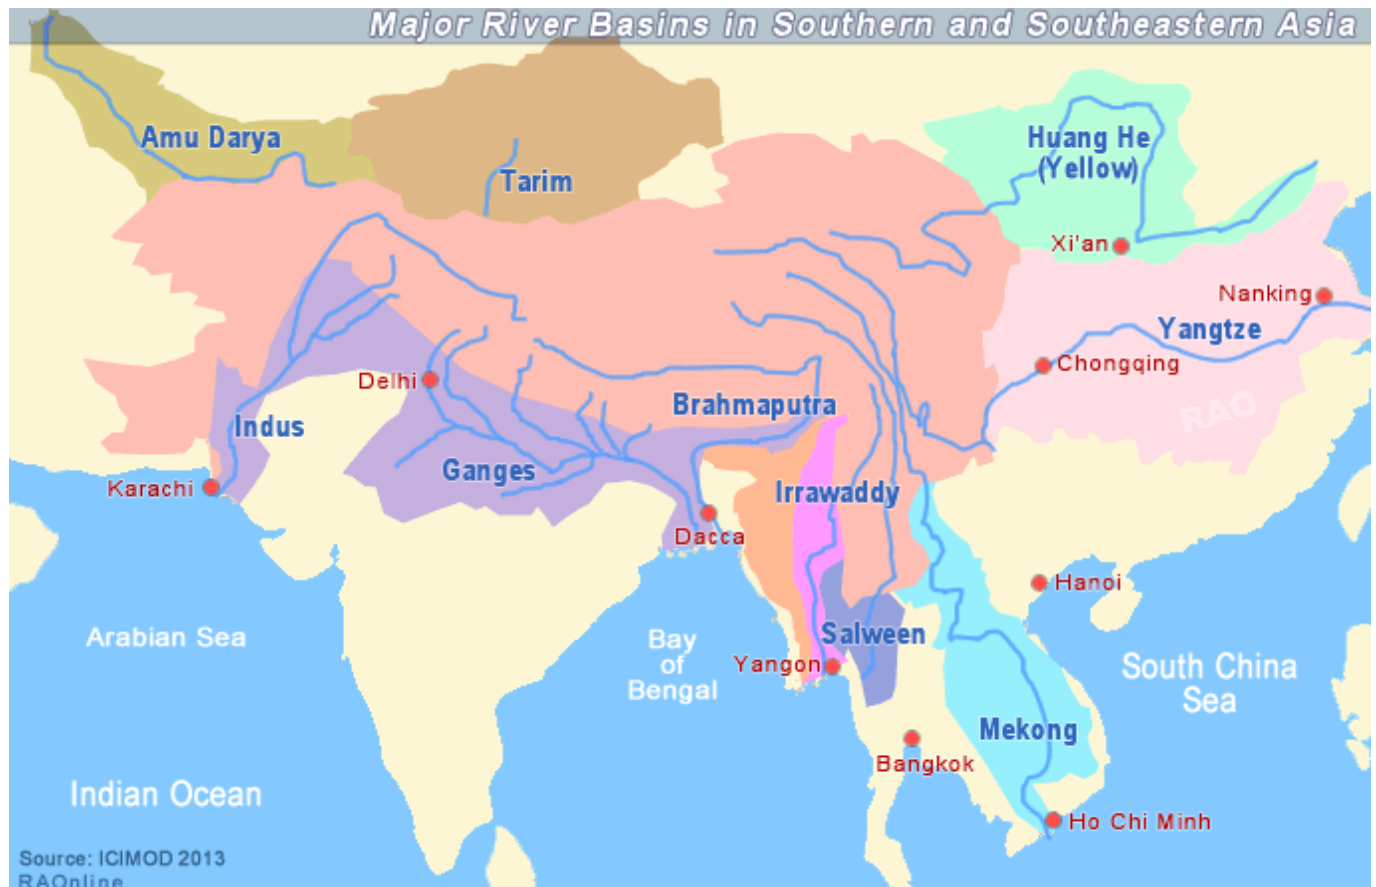 Major River Basins in Southern and Southeastern Asia
Amu Darya
Tarim
Huang He
(Yellow)
Xi'an
Nanking
Yangtze
Chongqing
Delhi
Brahmaputra
RAO
Indus
Ganges
Karachi
Irrawaddy
Dacca
Hanoi
Arabian Sea
Bay
of
Bengal
Salween
Yangon
South China
Sea
Mekong
Bangkok
Indian Ocean
Ho Chi Minh
Source: ICIMOD 2013
RAOnline